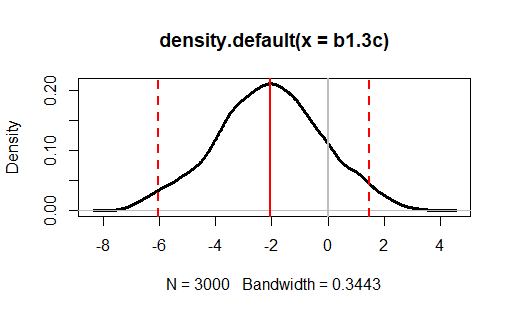 density.default(x = b1.3c)
Density
0.20
0.10
0.00
-8 -6 -4 -2 0 2 4
N = 3000 Bandwidth = 0.3443